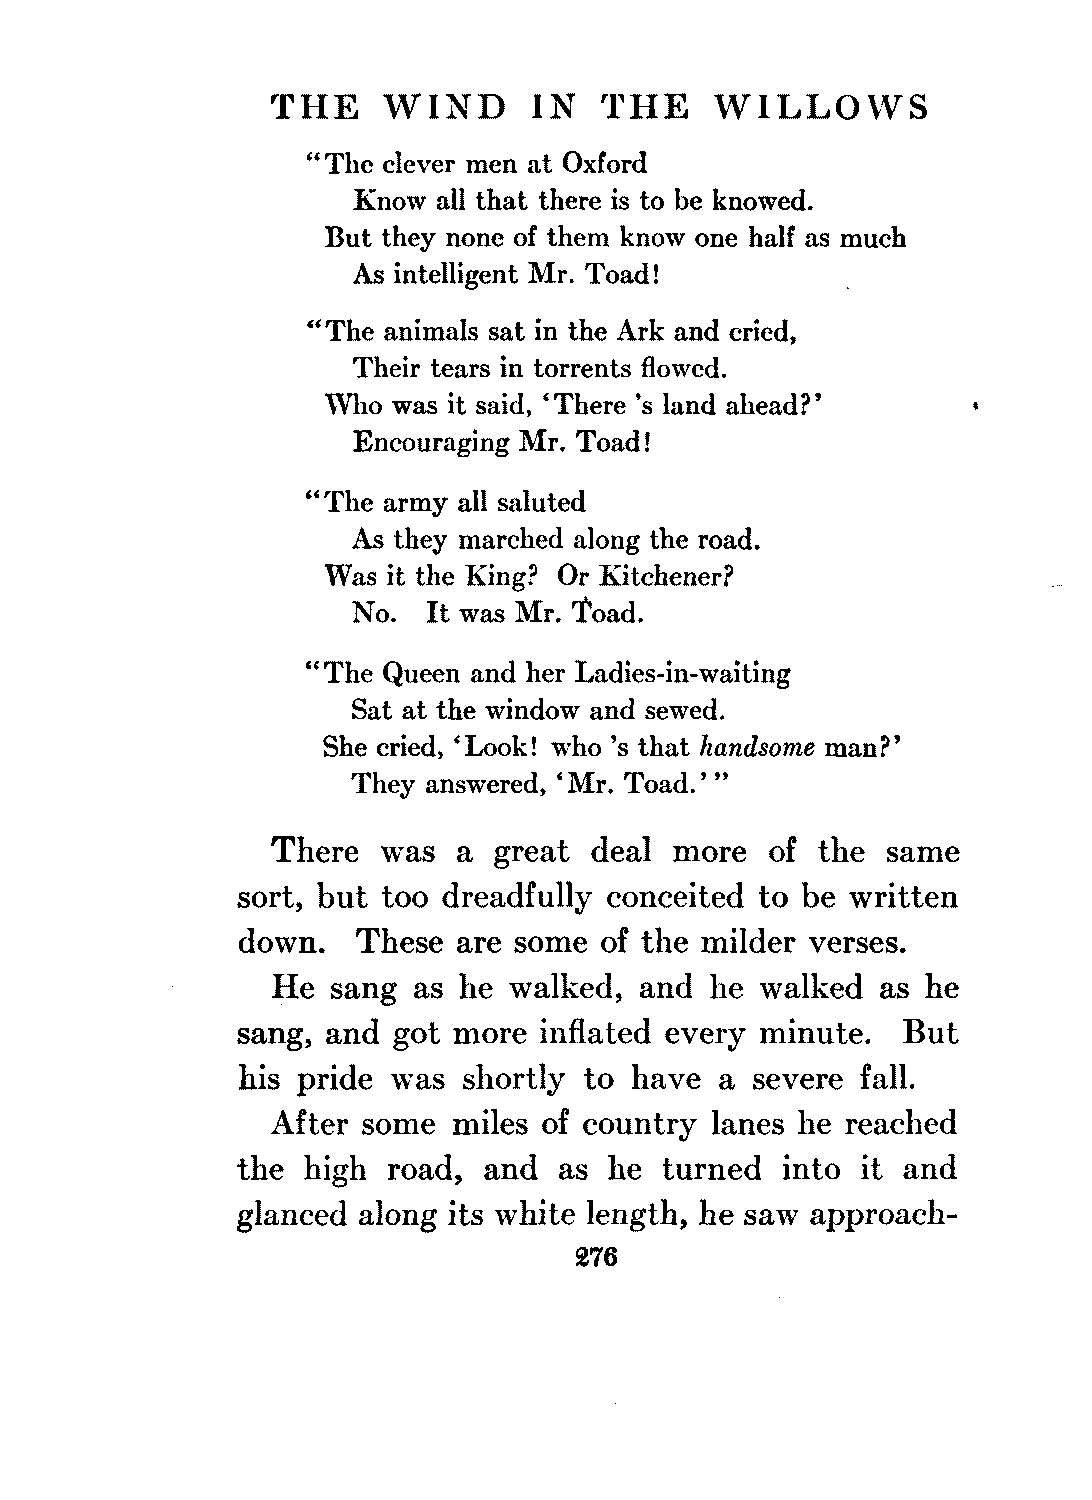 THE WIND IN THE WILLOWS
"The clever men at Oxford
Know all that there is to be knowed.
But they none of them know one half as much
As intelligent Mr. Toad!
"The animals sat in the Ark and cried,
Their tears in torrents flowed.
Who was it said, 'There 's land ahead?'
Encouraging Mr. Toad!
"The army all saluted
As they marched along the road.
Was it the King? Or Kitchener?
No. It was Mr. Toad.
"The Queen and her Ladies-in-waiting
Sat at the window and sewed.
She cried, 'Look! who 's that handsome man?'
They answered, 'Mr. Toad.' "
There was a great deal more of the same
sort, but too dreadfully conceited to be written
down. These are some of the milder verses.
He sang as he walked, and he walked as he
sang, and got more inflated every minute. But
his pride was shortly to have a severe fall.
After some miles of country lanes he reached
the high road, and as he turned into it and
glanced along its white length, he saw approach-
276